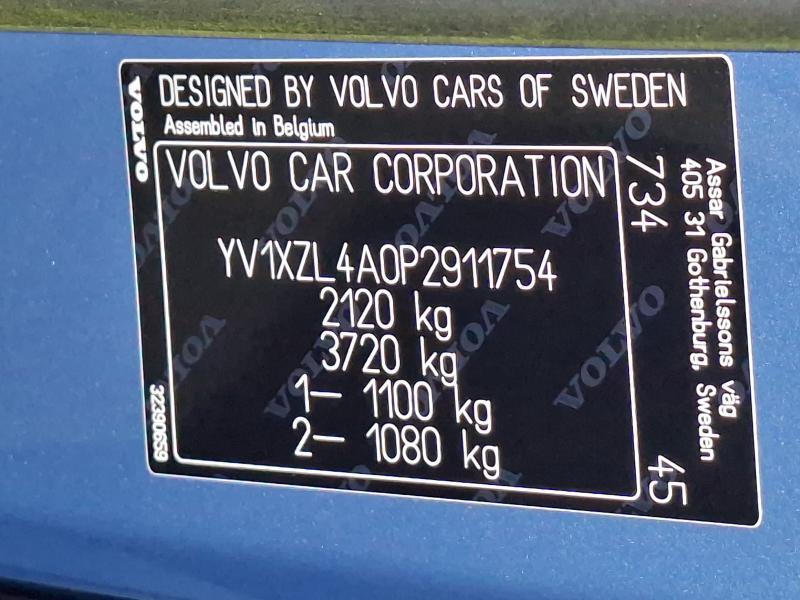 DESIGNED BY VOLVO CARS OF SWEDEN
Assembled in Belgium
VOLVO
VOLVO CAR CORPORATION
YV1XZL4A0P2911754
2120 kg
3720 kg
1– 1100 kg
2– 1080 kg
734
45
Assar Gabrielssons väg
405 31 Gothenburg, Sweden
32390659